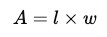 A = l × w